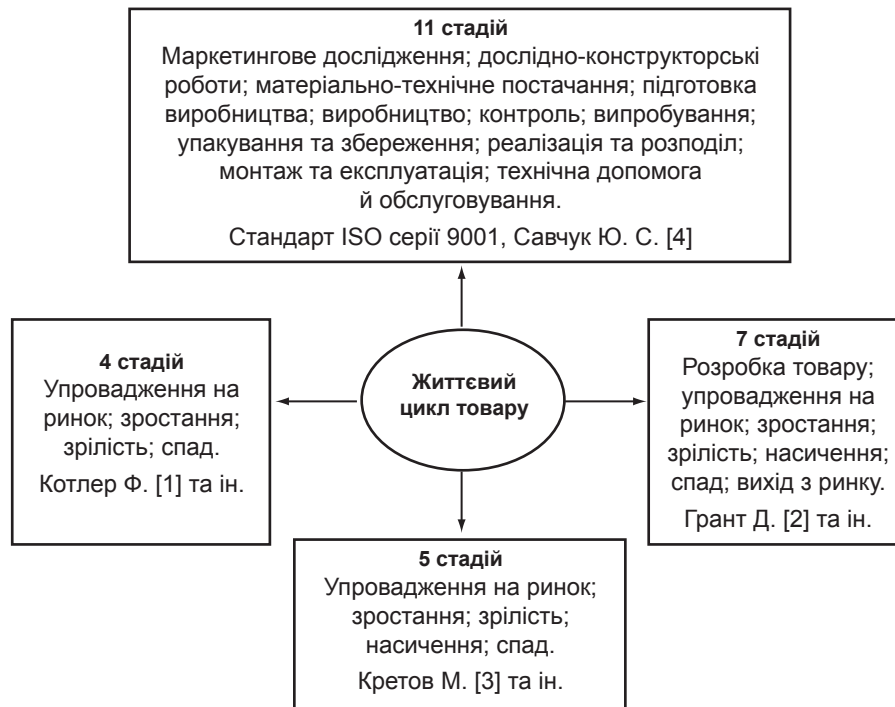 11 стадій
Маркетингове дослідження; дослідно-конструкторські
роботи; матеріально-технічне постачання; підготовка
виробництва; виробництво; контроль; випробування;
упакування та збереження; реалізація та розподіл;
монтаж та експлуатація; технічна допомога
й обслуговування.
Стандарт ISO серії 9001, Савчук Ю. С. [4]
4 стадій
Упровадження на
ринок; зростання;
зрілість; спад.
Котлер Ф. [1] та ін.
Життєвий
цикл товару
7 стадій
Розробка товару;
упровадження на
ринок; зростання;
зрілість; насичення;
спад; вихід з ринку.
Грант Д. [2] та ін.
5 стадій
Упровадження на ринок;
зростання; зрілість;
насичення; спад.
Кретов М. [3] та ін.